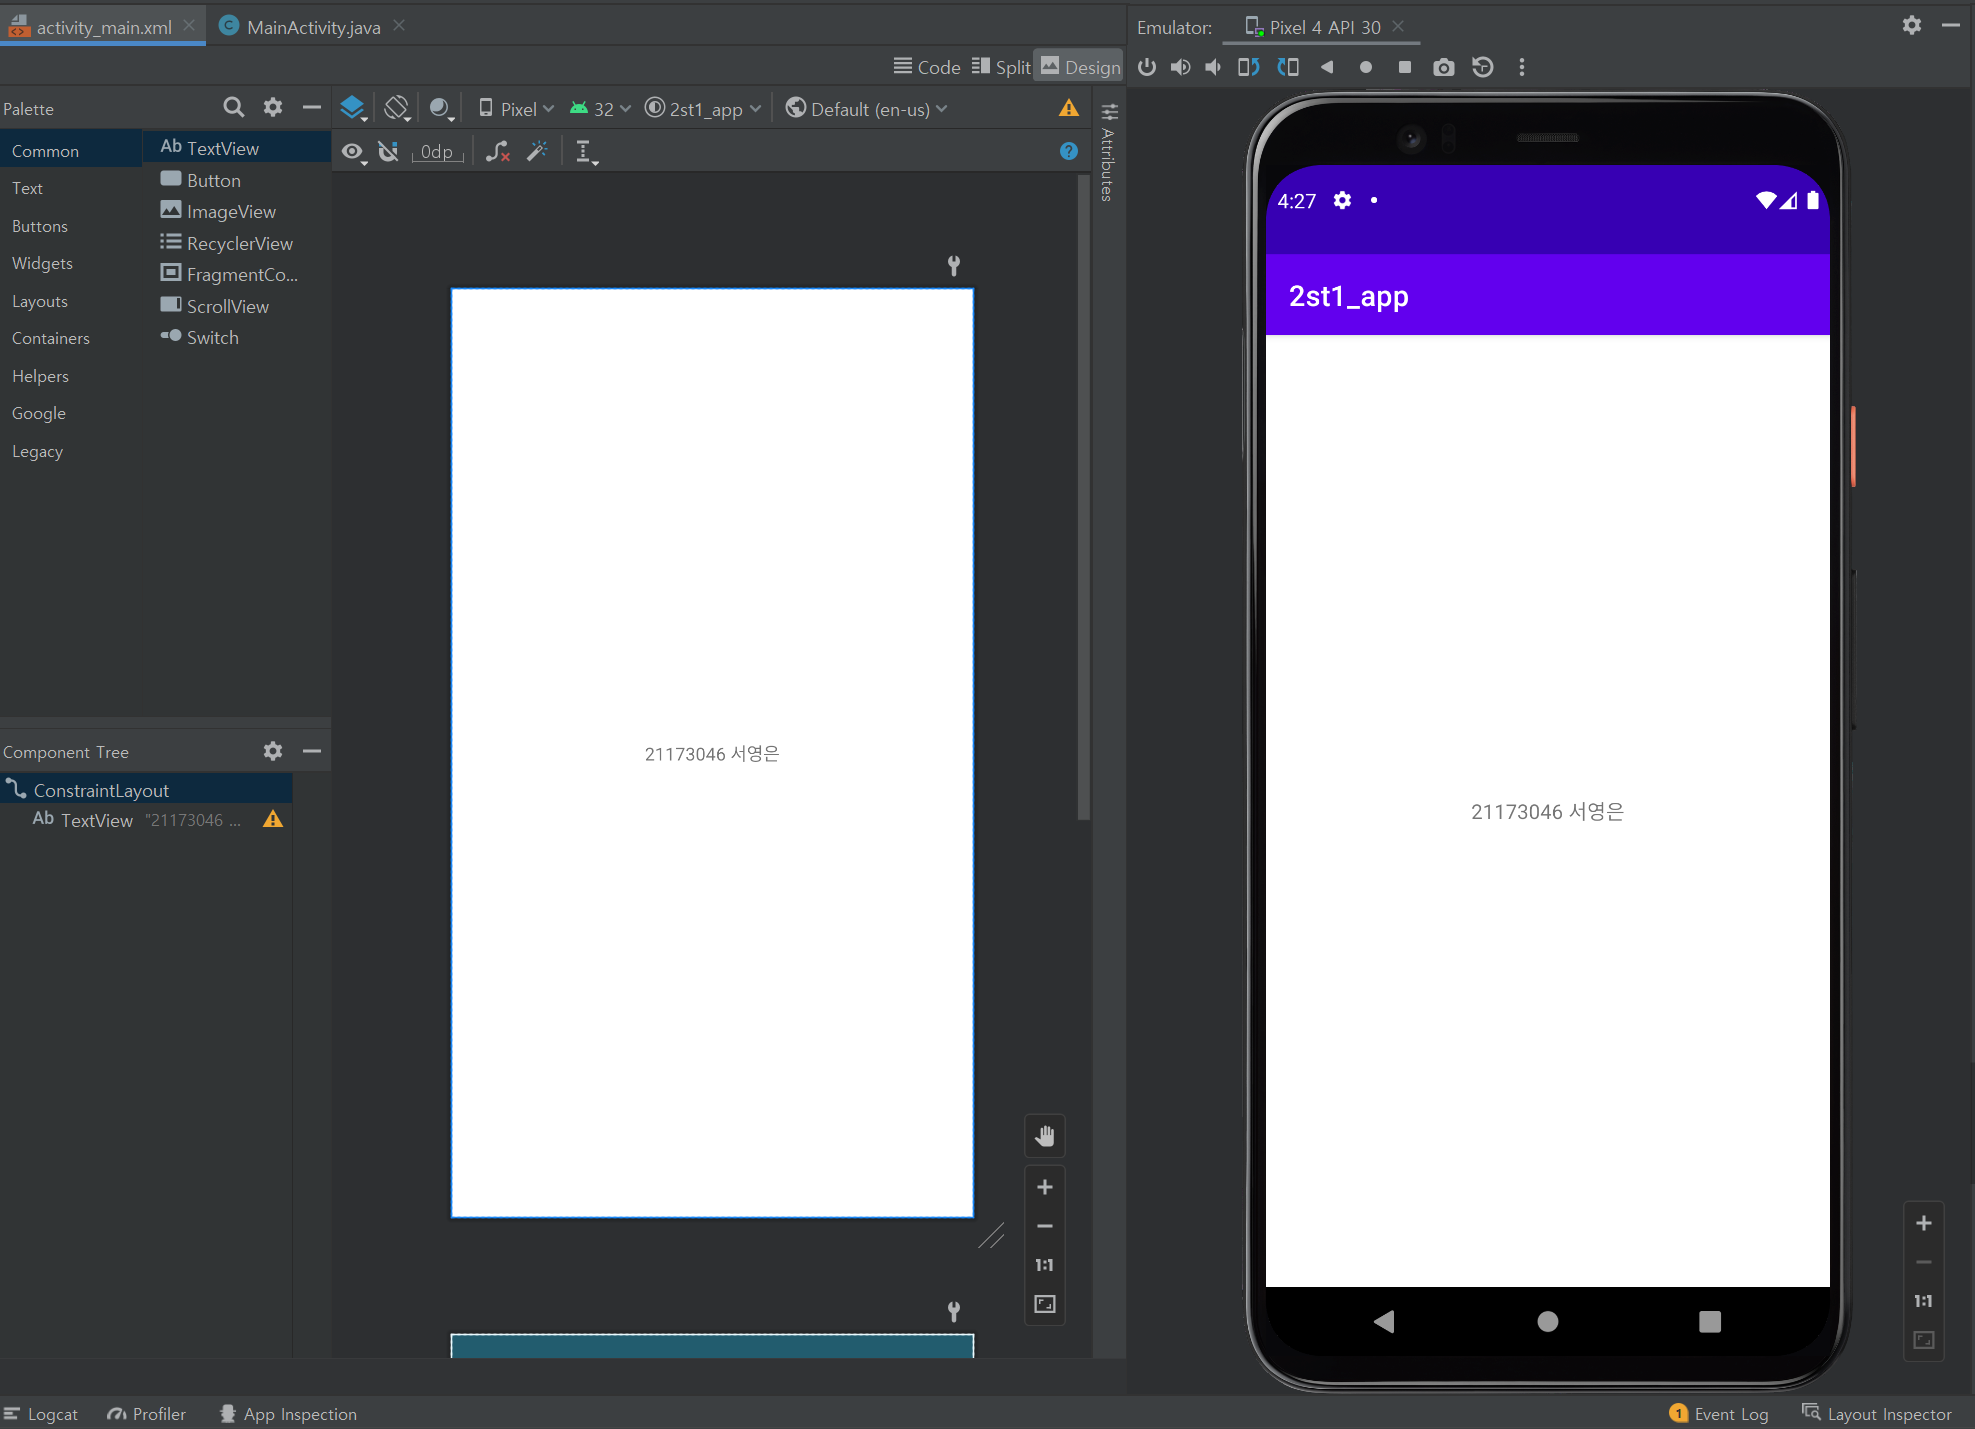 activity_main.xml
MainActivity.java
Emulator:
Pixel 4 API 30
Code
Split
Design
Palette
Pixel
32
2st1_app
Default (en-us)
0dp
Attributes
Common
Text
Buttons
Widgets
Layouts
Containers
Helpers
Google
Legacy
Ab TextView
Button
ImageView
RecyclerView
FragmentCo...
ScrollView
Switch
21173046 서영은
1:1
Component Tree
ConstraintLayout
Ab TextView "21173046 ...
4:27
2st1_app
21173046 서영은
1:1
Logcat
Profiler
App Inspection
1 Event Log
Layout Inspector